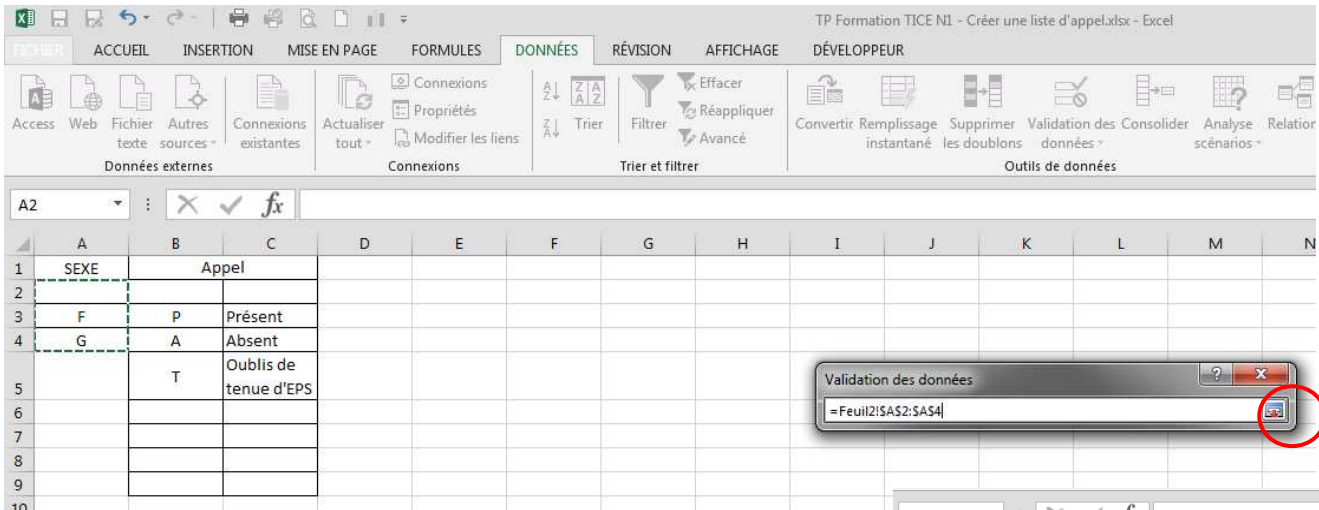 TP Formation TICE N1 - Créer une liste d'appel.xlsx - Excel
FICHIER ACCUEIL INSERTION MISE EN PAGE FORMULES DONNÉES RÉVISION AFFICHAGE DÉVELOPPEUR
Access Web Fichier texte Autres sources Connexions existantes
Données externes
Actualiser tout Connexions Propriétés Modifier les liens
Connexions
Trier Filtrer Effacer Réappliquer Avancé
Trier et filtrer
Convertir Remplissage instantané Supprimer les doublons Validation des données Consolider Analyse scénarios Relation
Outils de données
A2 fx
A B C D E F G H I J K L M N
1 SEXE Appel
2
3 F P Présent
4 G A Absent
5 T Oublis de
tenue d'EPS
6
7
8
9
10
Validation des données
=Feuil2!$A$2:$A$4